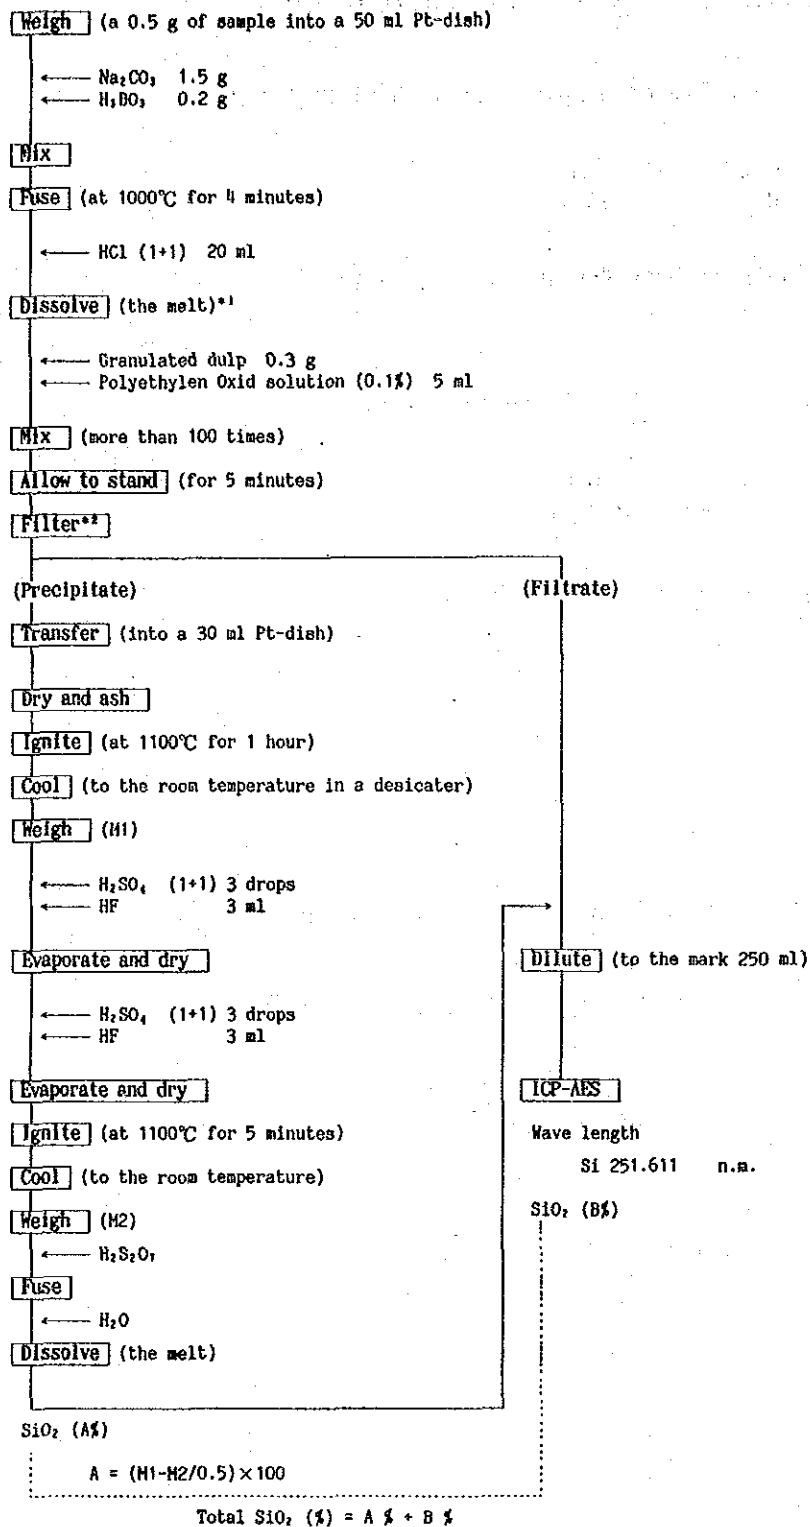 Weigh (a 0.5 g of sample into a 50 ml Pt-dish)
Na₂CO₃ 1.5 g
H₃BO₃ 0.2 g
Mix
Fuse (at 1000℃ for 4 minutes)
HCl (1+1) 20 ml
Dissolve (the melt)*1
Granulated dulp 0.3 g
Polyethylen Oxid solution (0.1%) 5 ml
Mix (more than 100 times)
Allow to stand (for 5 minutes)
Filter*2
(Precipitate) (Filtrate)
Transfer (into a 30 ml Pt-dish)
Dry and ash
Ignite (at 1100℃ for 1 hour)
Cool (to the room temperature in a desicater)
Weigh (M1)
H₂SO₄ (1+1) 3 drops
HF 3 ml
Evaporate and dry Dilute (to the mark 250 ml)
H₂SO₄ (1+1) 3 drops
HF 3 ml
Evaporate and dry ICP-AES
Ignite (at 1100℃ for 5 minutes) Wave length
Cool (to the room temperature) Si 251.611 n.m.
Weigh (M2) SiO₂ (B%)
H₂S₂O₇
Fuse
H₂O
Dissolve (the melt)
SiO₂ (A%)
A = (M1-M2/0.5)×100
Total SiO₂ (%) = A % + B %